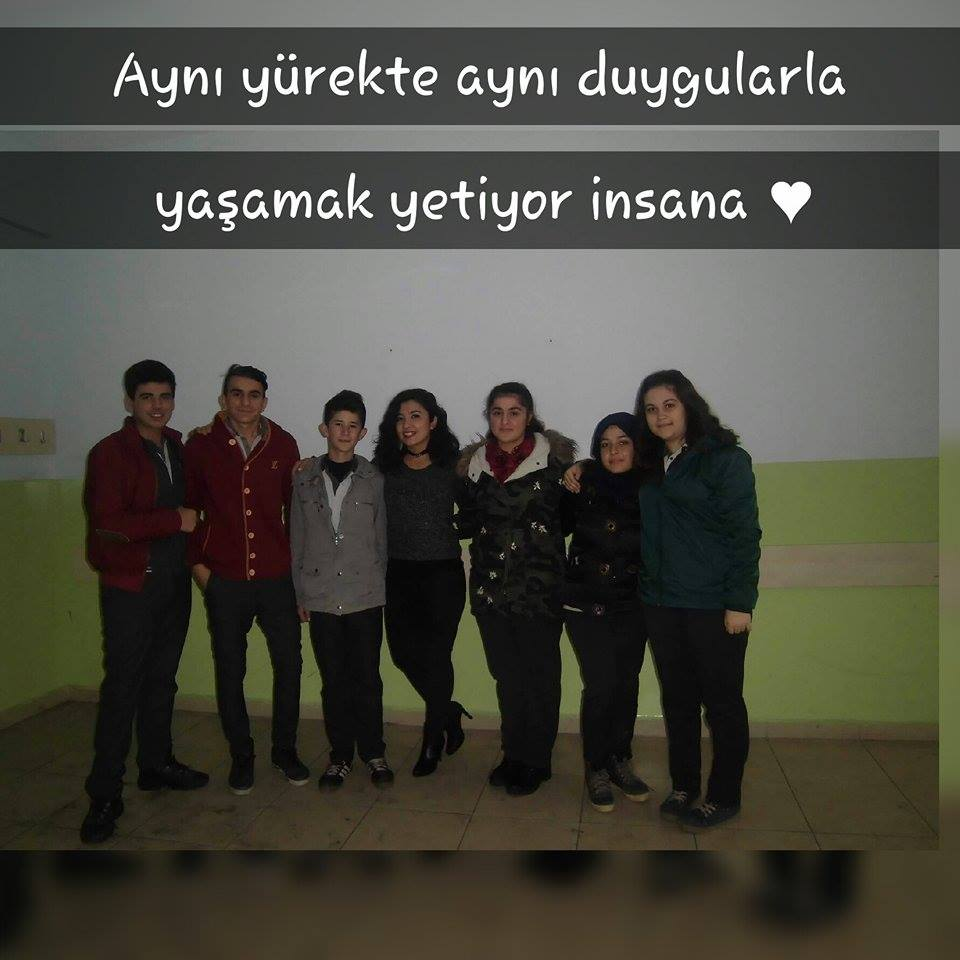 Aynı yürekte aynı duygularla
yaşamak yetiyor insana ♥